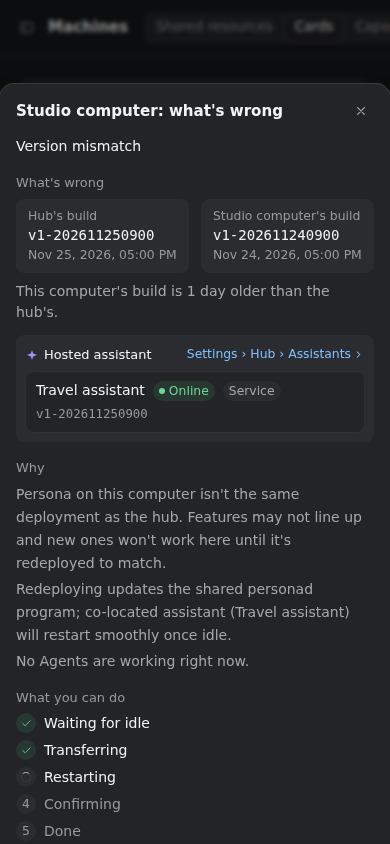 Machines
Shared resources
Cards
Studio computer: what's wrong
Version mismatch
What's wrong
Hub's build
v1-202611250900
Nov 25, 2026, 05:00 PM
Studio computer's build
v1-202611240900
Nov 24, 2026, 05:00 PM
This computer's build is 1 day older than the
hub's.
Hosted assistant
Settings › Hub › Assistants ›
Travel assistant
Online
Service
v1-202611250900
Why
Persona on this computer isn't the same
deployment as the hub. Features may not line up
and new ones won't work here until it's
redeployed to match.
Redeploying updates the shared personad
program; co-located assistant (Travel assistant)
will restart smoothly once idle.
No Agents are working right now.
What you can do
Waiting for idle
Transferring
Restarting
4 Confirming
5 Done